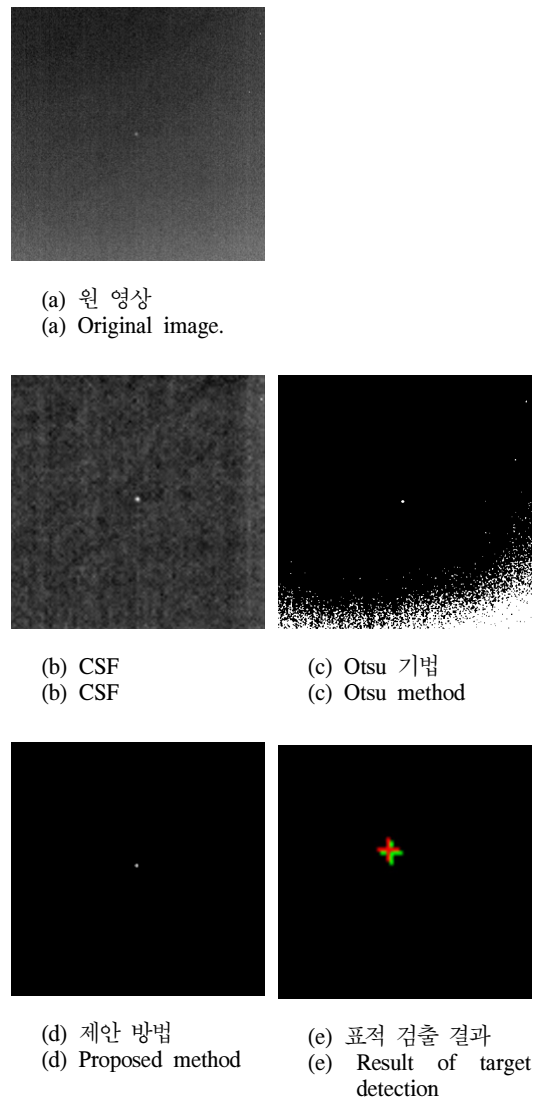 (a) 원 영상
(a) Original image.
(b) CSF
(b) CSF
(c) Otsu 기법
(c) Otsu method
(d) 제안 방법
(d) Proposed method
(e) 표적 검출 결과
(e) Result of target
detection